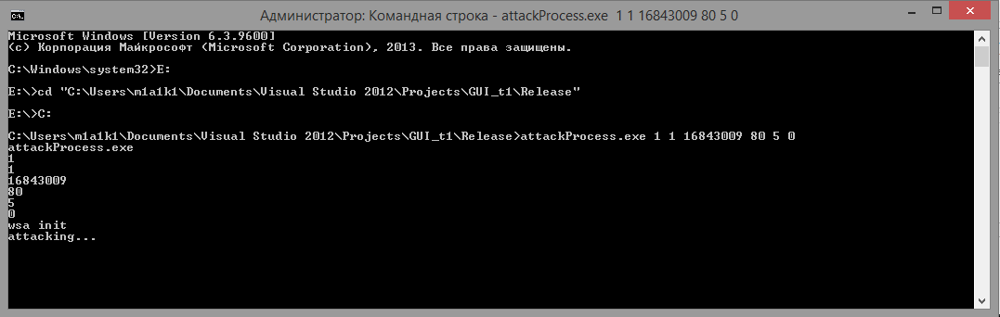 Администратор: Командная строка - attackProcess.exe 1 1 16843009 80 5 0
Microsoft Windows [Version 6.3.9600]
(c) Корпорация Майкрософт (Microsoft Corporation), 2013. Все права защищены.
C:\Windows\system32>E:
E:\>cd "C:\Users\m1a1k1\Documents\Visual Studio 2012\Projects\GUI_t1\Release"
E:\>C:
C:\Users\m1a1k1\Documents\Visual Studio 2012\Projects\GUI_t1\Release>attackProcess.exe 1 1 16843009 80 5 0
attackProcess.exe
1
1
16843009
80
5
0
wsa init
attacking...